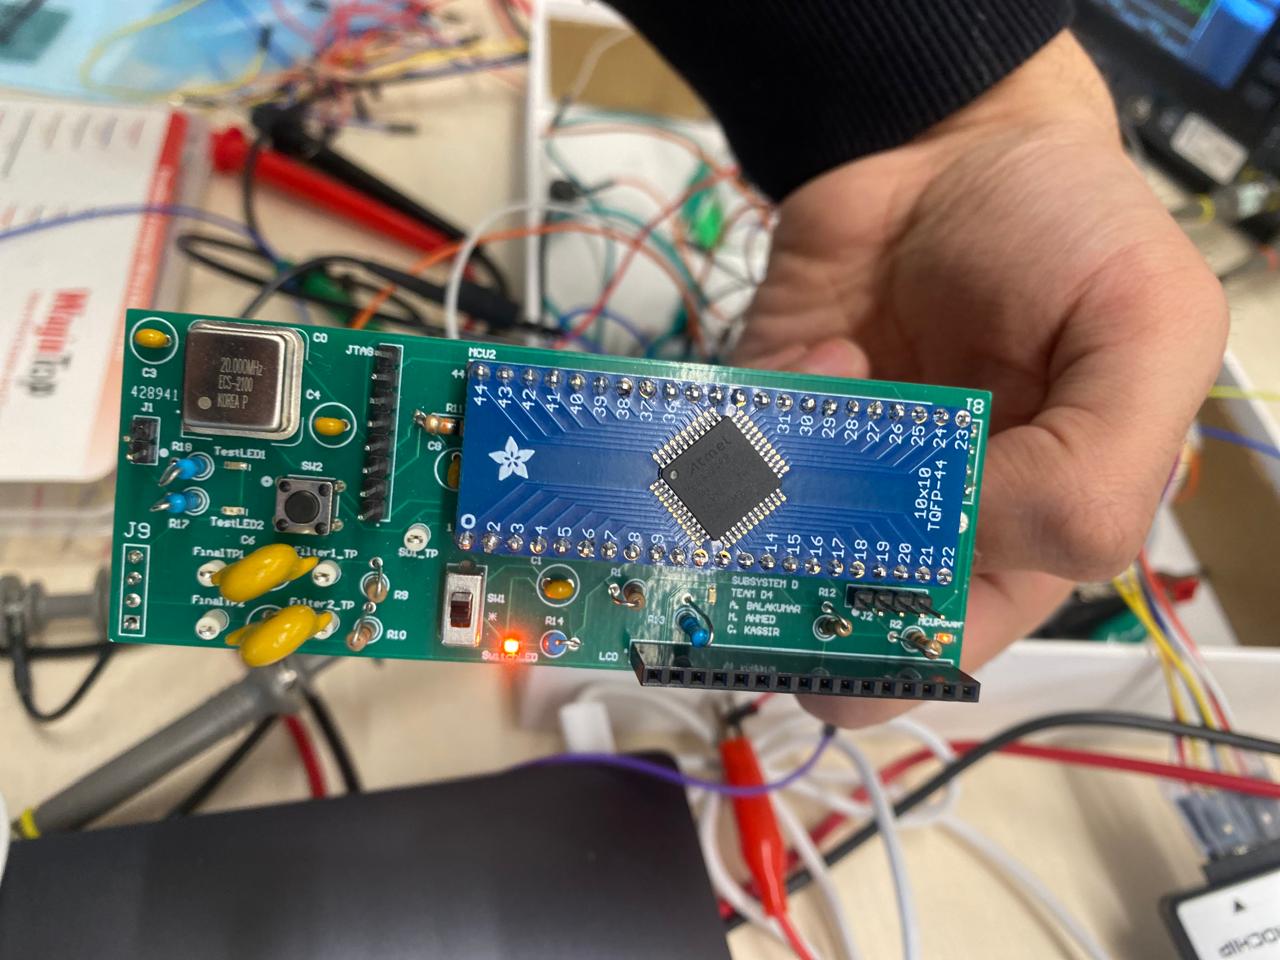 C3
428941
J1
20.000MHz
ECS-2100
KOREA P
C0
C4
JTAG
MCU2
R18
TestLED1
SW2
R17
TestLED2
C6
J9
FinalTP1
Filter1_TP
FinalTP2
Filter2_TP
R9
R10
R11
C8
SW1_TP
44 43 42 41 40 39 38 37 36 31 30 29 28 27 26 25 24 23
Atmel
10x10
TQFP-44
2 3 4 5 6 7 8 9 14 15 16 17 18 19 20 21 22
J8
C1
SW1
SwitchLED
R14
R1
R13
SUBSYSTEM D
TEAM D4
A. BALAKUMAR
M. AHMED
C. KASSIR
R12
J2
R2
MCUPower
LCD